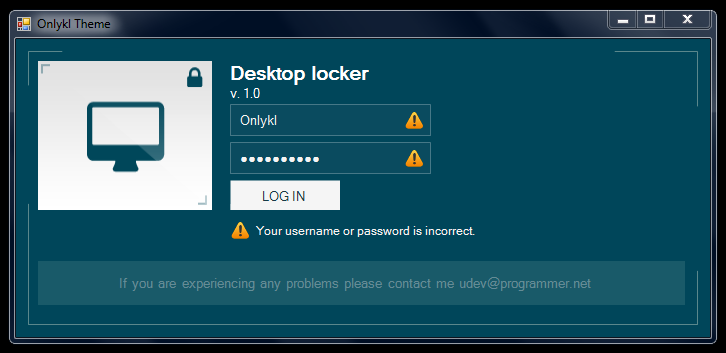 Onlykl Theme
Desktop locker
v. 1.0
Onlykl
●●●●●●●●●●
LOG IN
Your username or password is incorrect.
If you are experiencing any problems please contact me udev@programmer.net